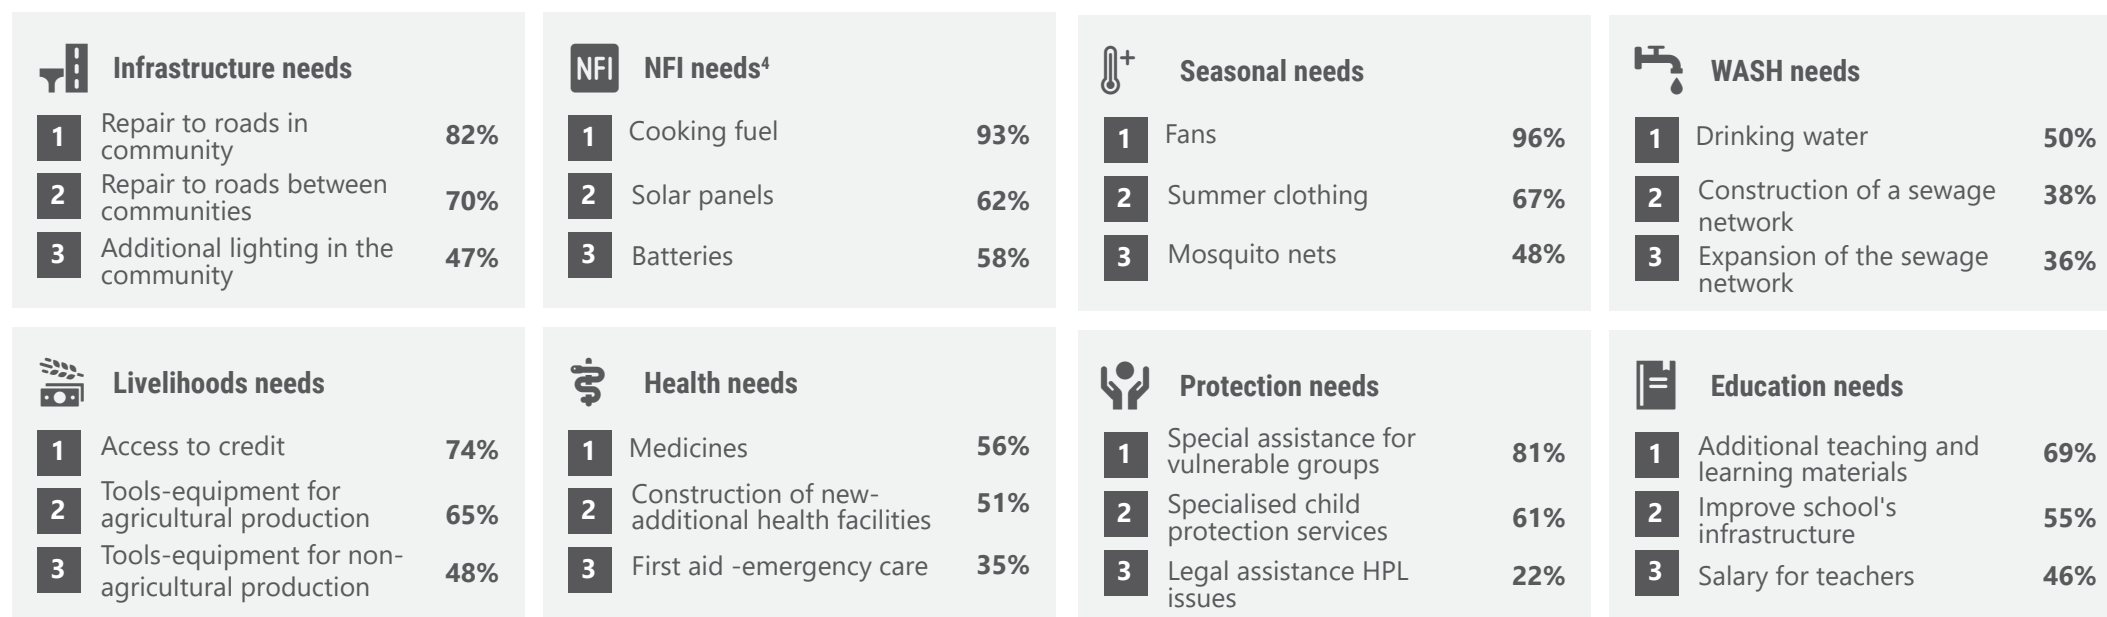 Infrastructure needs
1 Repair to roads in
community 82%
2 Repair to roads between
communities 70%
3 Additional lighting in the
community 47%
NFI NFI needs⁴
1 Cooking fuel 93%
2 Solar panels 62%
3 Batteries 58%
Seasonal needs
1 Fans 96%
2 Summer clothing 67%
3 Mosquito nets 48%
WASH needs
1 Drinking water 50%
2 Construction of a sewage 38%
network
3 Expansion of the sewage
network 36%
Livelihoods needs
1 Access to credit 74%
2 Tools-equipment for
agricultural production 65%
3 Tools-equipment for non-
agricultural production 48%
Health needs
1 Medicines 56%
2 Construction of new-
additional health facilities 51%
3 First aid -emergency care 35%
Protection needs
1 Special assistance for
vulnerable groups 81%
2 Specialised child
protection services 61%
3 Legal assistance HPL
issues 22%
Education needs
1 Additional teaching and
learning materials 69%
2 Improve school's
infrastructure 55%
3 Salary for teachers 46%